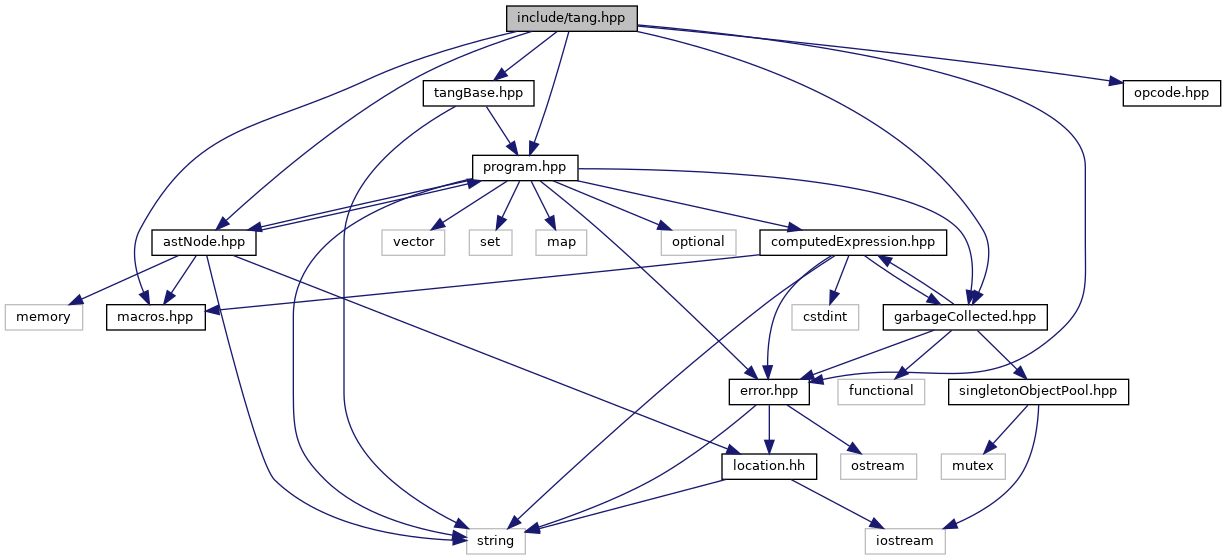 include/tang.hpp
tangBase.hpp
opcode.hpp
program.hpp
astNode.hpp
vector
set
map
optional
computedExpression.hpp
memory
macros.hpp
cstdint
garbageCollected.hpp
error.hpp
functional
singletonObjectPool.hpp
location.hh
ostream
mutex
string
iostream